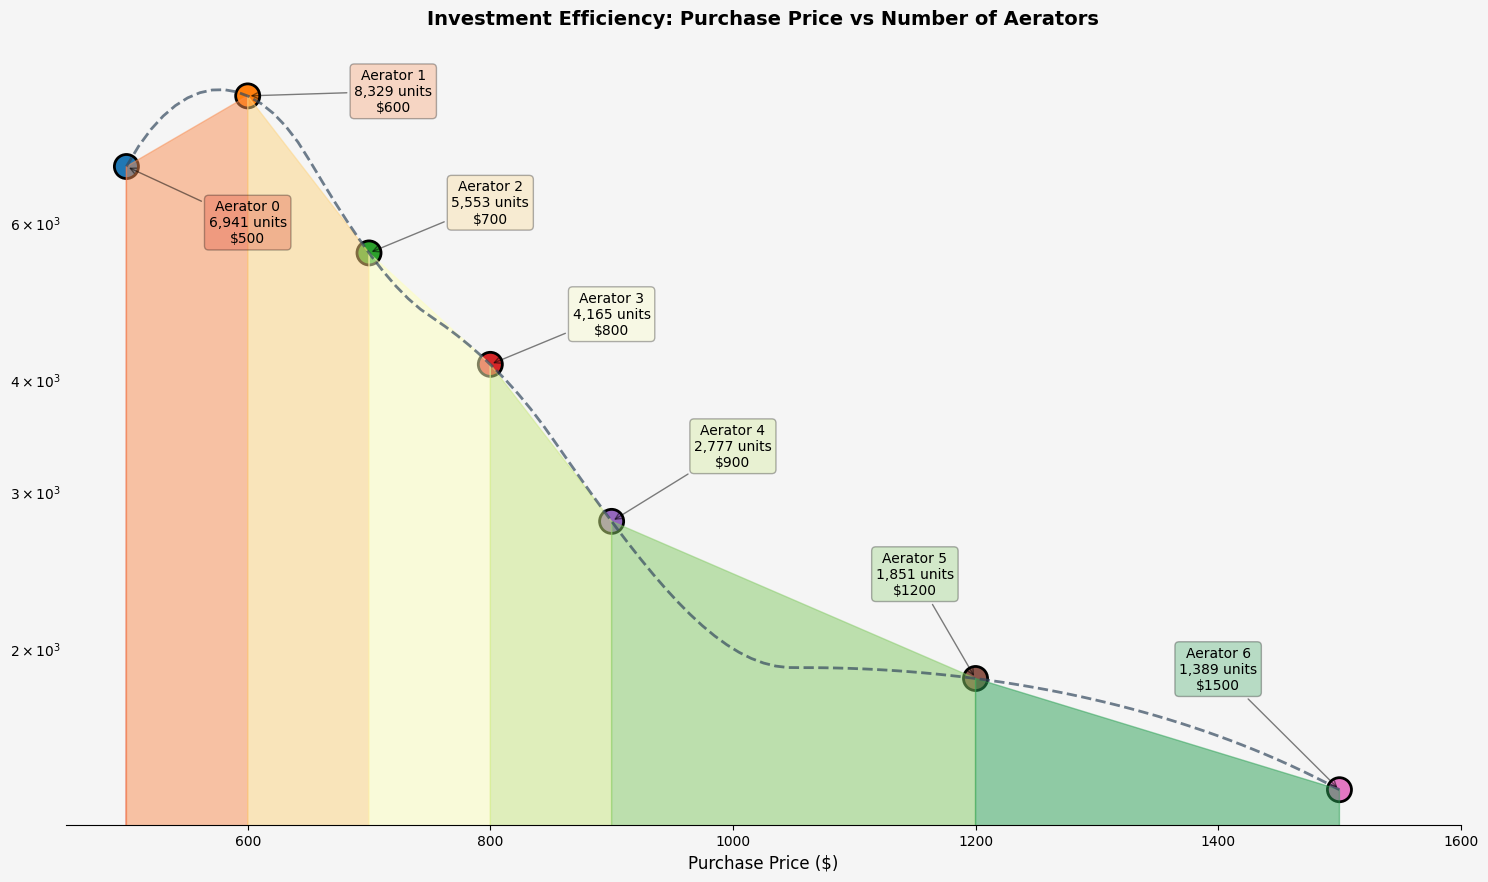 Investment Efficiency: Purchase Price vs Number of Aerators
Aerator 1
8,329 units
$600
Aerator 2
5,553 units
$700
Aerator 0
6,941 units
$500
Aerator 3
4,165 units
$800
Aerator 4
2,777 units
$900
Aerator 5
1,851 units
$1200
Aerator 6
1,389 units
$1500
6 × 10³
4 × 10³
3 × 10³
2 × 10³
600
800
1000
1200
1400
1600
Purchase Price ($)